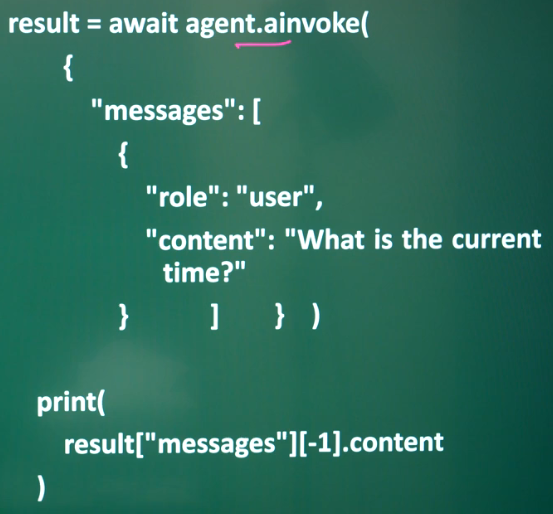 result = await agent.ainvoke(
{
"messages": [
{
"role": "user",
"content": "What is the current
time?"
} ] } )
print(
result["messages"][-1].content
)